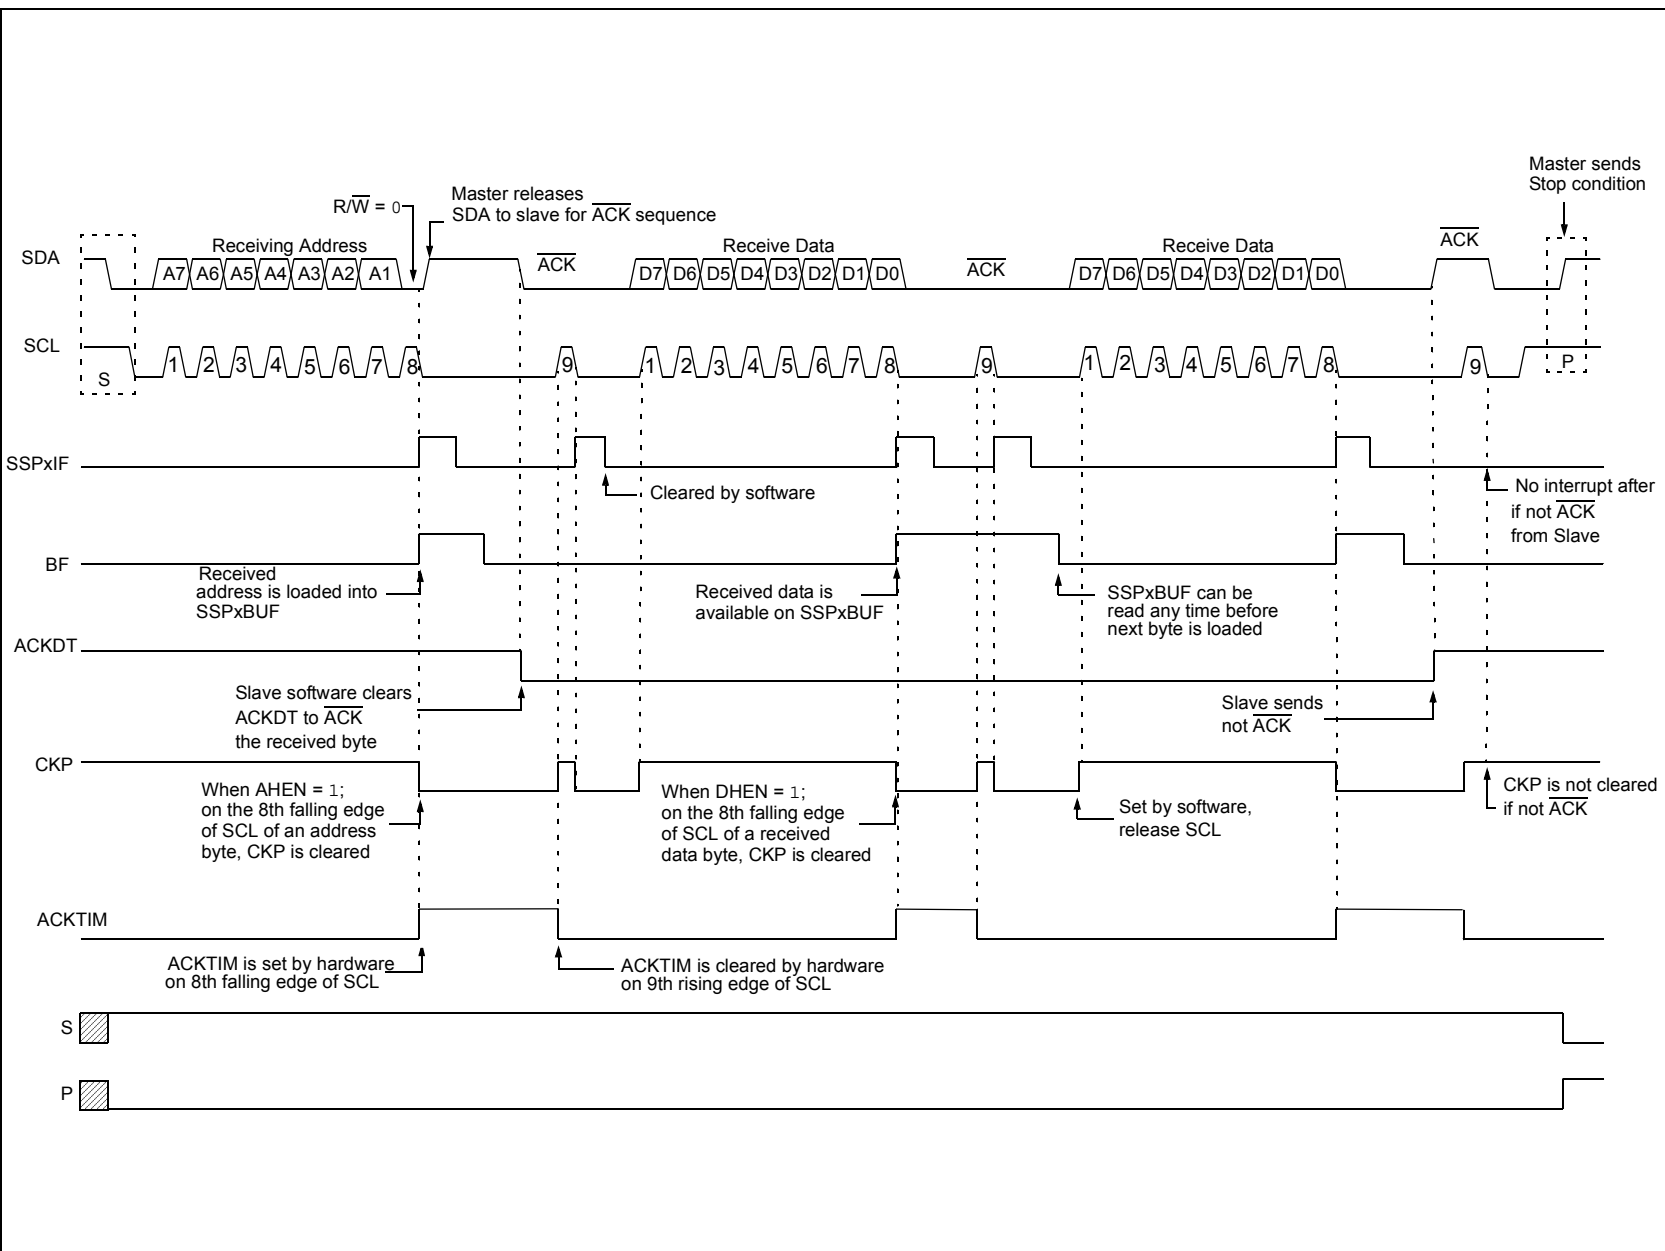 Master sends
Stop condition
Master releases
SDA to slave for ACK sequence
R/W = 0
SDA
Receiving Address
ACK
Receive Data
ACK
Receive Data
ACK
A7 A6 A5 A4 A3 A2 A1
D7 D6 D5 D4 D3 D2 D1 D0
D7 D6 D5 D4 D3 D2 D1 D0
SCL
S
1 2 3 4 5 6 7 8 9
1 2 3 4 5 6 7 8 9
1 2 3 4 5 6 7 8 9
P
SSPxIF
Cleared by software
No interrupt after
if not ACK
from Slave
BF
Received
address is loaded into
SSPxBUF
Received data is
available on SSPxBUF
SSPxBUF can be
read any time before
next byte is loaded
ACKDT
Slave software clears
ACKDT to ACK
the received byte
Slave sends
not ACK
CKP
When AHEN = 1;
on the 8th falling edge
of SCL of an address
byte, CKP is cleared
When DHEN = 1;
on the 8th falling edge
of SCL of a received
data byte, CKP is cleared
Set by software,
release SCL
CKP is not cleared
if not ACK
ACKTIM
ACKTIM is set by hardware
on 8th falling edge of SCL
ACKTIM is cleared by hardware
on 9th rising edge of SCL
S
P